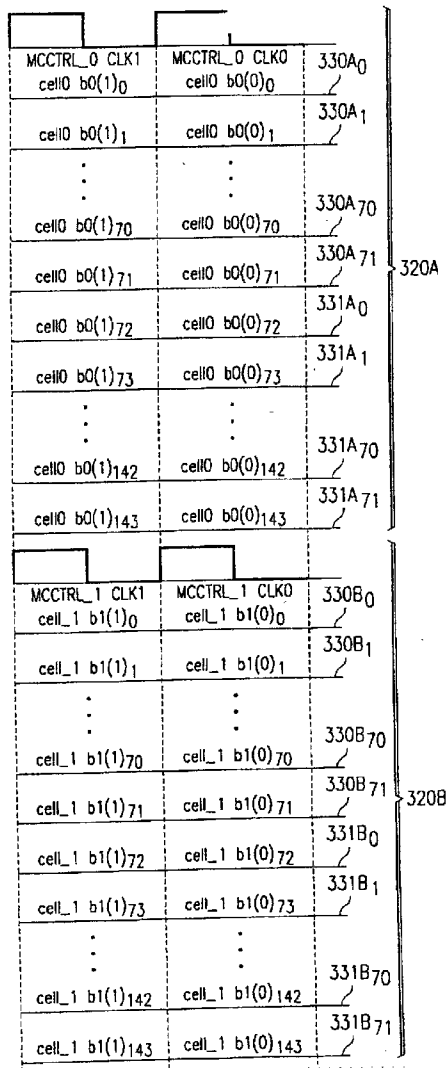 MCCTRL_0 CLK1 MCCTRL_0 CLK0
cell0 b0(1)0 cell0 b0(0)0 330A0
cell0 b0(1)1 cell0 b0(0)1 330A1
cell0 b0(1)70 cell0 b0(0)70 330A70
cell0 b0(1)71 cell0 b0(0)71 330A71
320A
cell0 b0(1)72 cell0 b0(0)72 331A0
cell0 b0(1)73 cell0 b0(0)73 331A1
cell0 b0(1)142 cell0 b0(0)142 331A70
cell0 b0(1)143 cell0 b0(0)143 331A71
MCCTRL_1 CLK1 MCCTRL_1 CLK0
cell_1 b1(1)0 cell_1 b1(0)0 330B0
cell_1 b1(1)1 cell_1 b1(0)1 330B1
cell_1 b1(1)70 cell_1 b1(0)70 330B70
cell_1 b1(1)71 cell_1 b1(0)71 330B71
320B
cell_1 b1(1)72 cell_1 b1(0)72 331B0
cell_1 b1(1)73 cell_1 b1(0)73 331B1
cell_1 b1(1)142 cell_1 b1(0)142 331B70
cell_1 b1(1)143 cell_1 b1(0)143 331B71